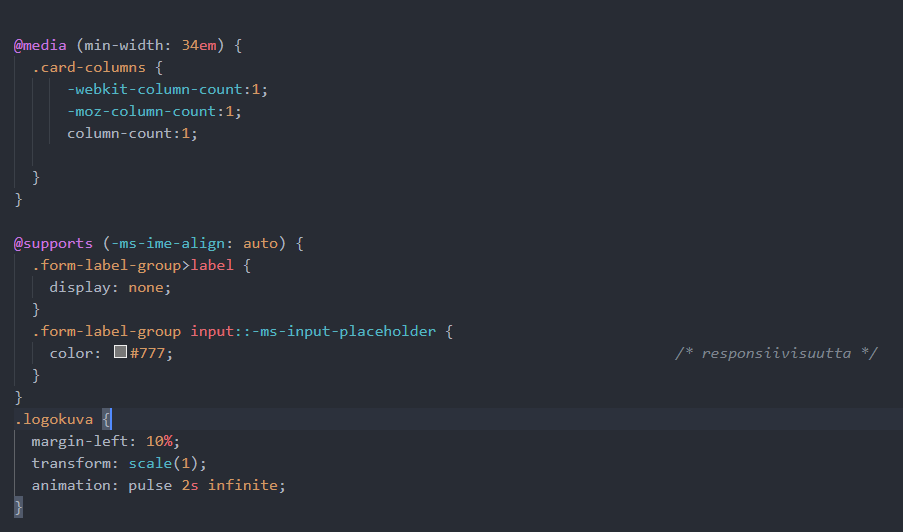 @media (min-width: 34em) {
  .card-columns {
      -webkit-column-count:1;
      -moz-column-count:1;
      column-count:1;
  }
}
@supports (-ms-ime-align: auto) {
  .form-label-group>label {
    display: none;
  }
  .form-label-group input::-ms-input-placeholder {
    color: #777; /* responsiivisuutta */
  }
}
.logokuva {
  margin-left: 10%;
  transform: scale(1);
  animation: pulse 2s infinite;
}